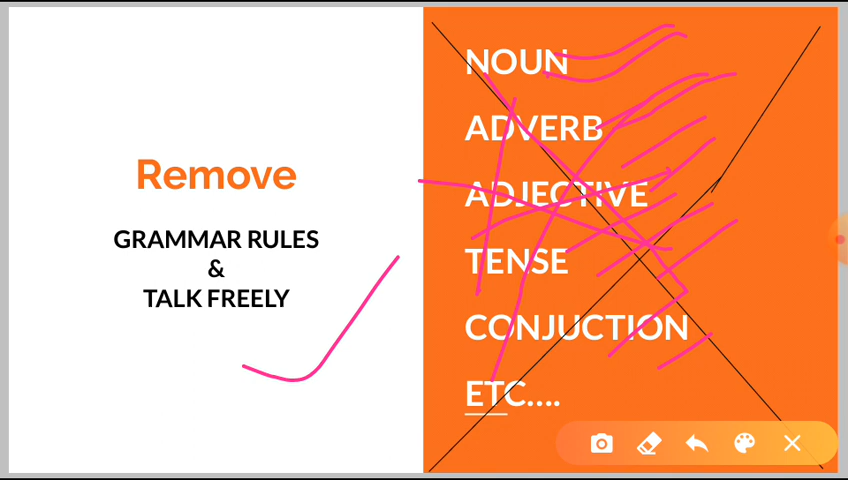 Remove
GRAMMAR RULES
&
TALK FREELY
NOUN
ADVERB
ADJECTIVE
TENSE
CONJUCTION
ETC....